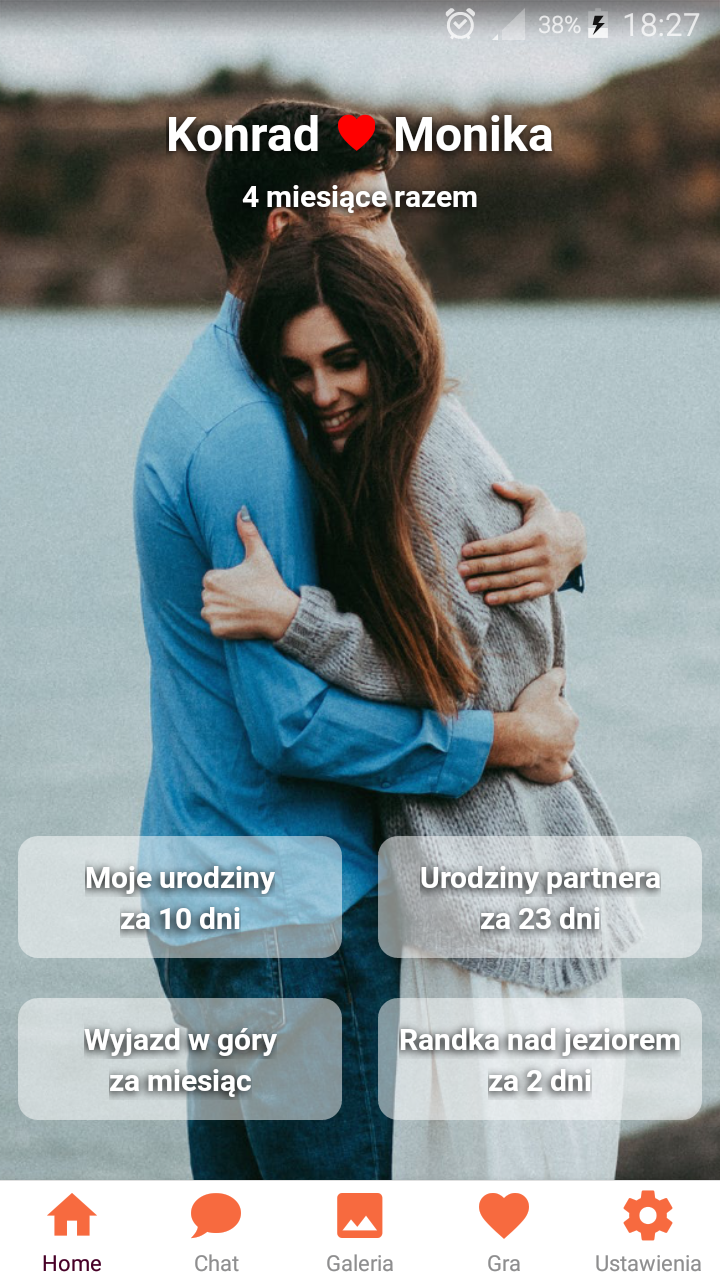 38% 18:27
Konrad Monika
4 miesiące razem
Moje urodziny
za 10 dni
Urodziny partnera
za 23 dni
Wyjazd w góry
za miesiąc
Randka nad jeziorem
za 2 dni
Home Chat Galeria Gra Ustawienia